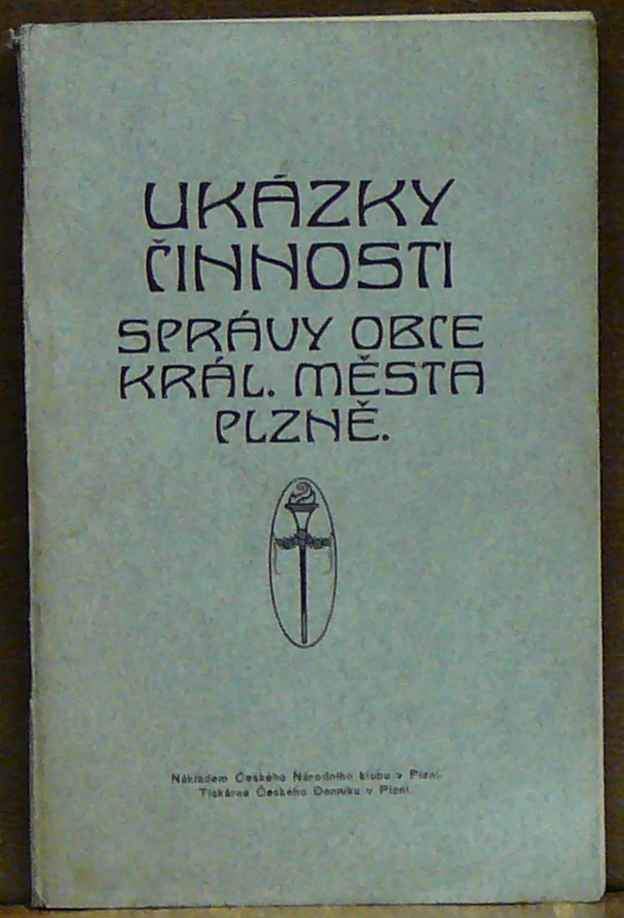 UKÁZKY
ČINNOSTI
SPRÁVY OBCE
KRÁL. MĚSTA
PLZNĚ.
Nákladem Českého Národního klubu v Plzni.
Tiskárna Českého Denníku v Plzni.